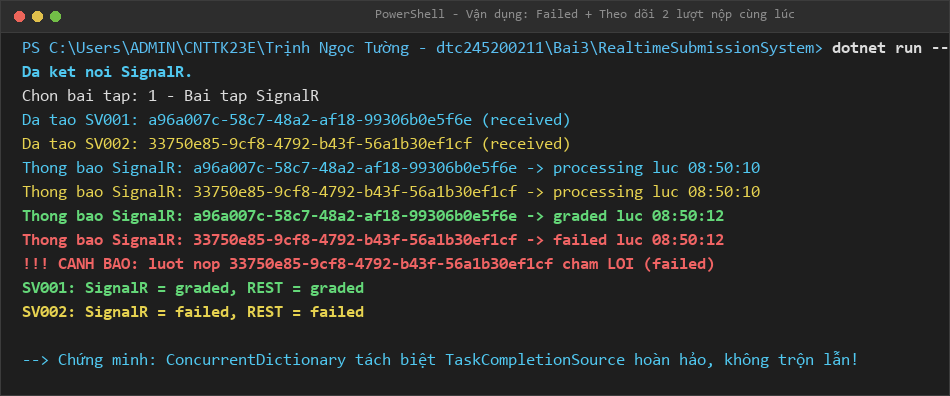 PowerShell - Vận dụng: Failed + Theo dõi 2 lượt nộp cùng lúc
PS C:\Users\ADMIN\CNTTK23E\Trịnh Ngọc Tường - dtc245200211\Bai3\RealtimeSubmissionSystem> dotnet run --
Da ket noi SignalR.
Chon bai tap: 1 - Bai tap SignalR
Da tao SV001: a96a007c-58c7-48a2-af18-99306b0e5f6e (received)
Da tao SV002: 33750e85-9cf8-4792-b43f-56a1b30ef1cf (received)
Thong bao SignalR: a96a007c-58c7-48a2-af18-99306b0e5f6e -> processing luc 08:50:10
Thong bao SignalR: 33750e85-9cf8-4792-b43f-56a1b30ef1cf -> processing luc 08:50:10
Thong bao SignalR: a96a007c-58c7-48a2-af18-99306b0e5f6e -> graded luc 08:50:12
Thong bao SignalR: 33750e85-9cf8-4792-b43f-56a1b30ef1cf -> failed luc 08:50:12
!!! CANH BAO: luot nop 33750e85-9cf8-4792-b43f-56a1b30ef1cf cham LOI (failed)
SV001: SignalR = graded, REST = graded
SV002: SignalR = failed, REST = failed
--> Chứng minh: ConcurrentDictionary tách biệt TaskCompletionSource hoàn hảo, không trộn lẫn!